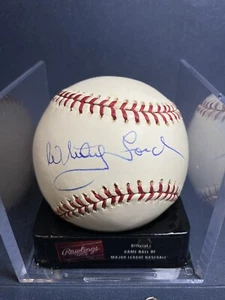 Whitey Ford
Rawlings
Official
GAME BALL OF
MAJOR LEAGUE BASEBALL